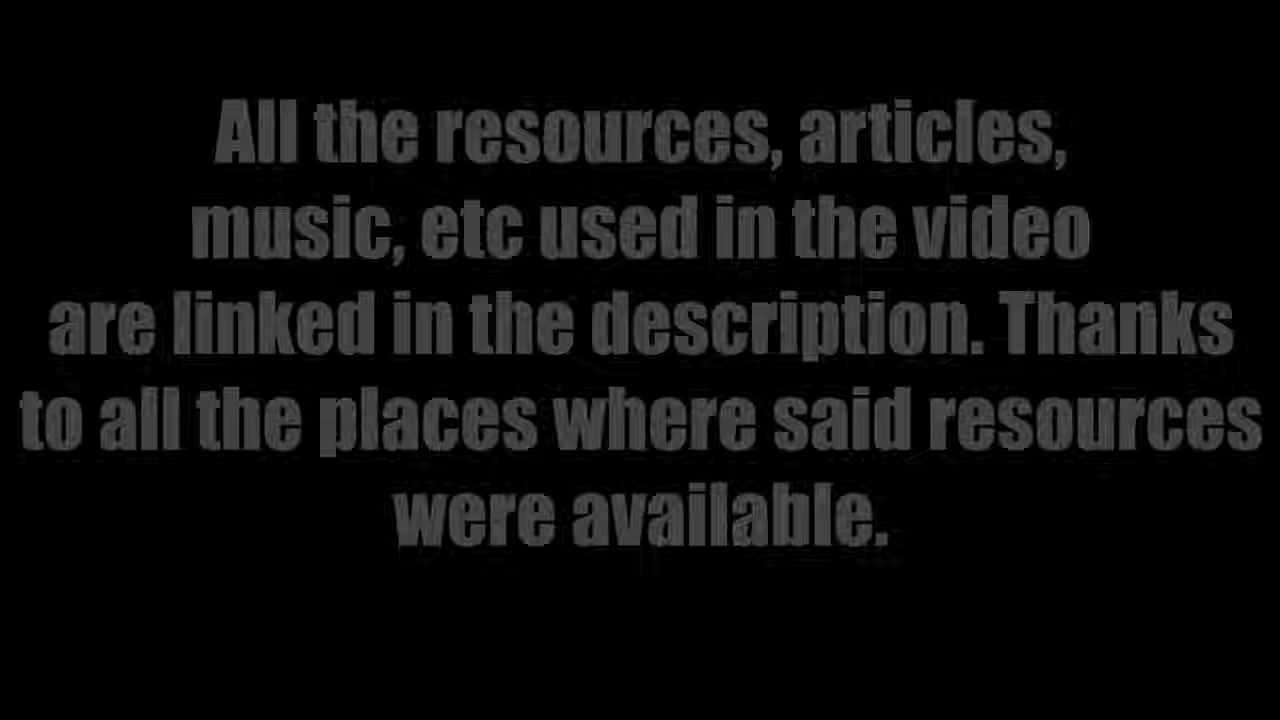 All the resources, articles,
music, etc used in the video
are linked in the description. Thanks
to all the places where said resources
were available.